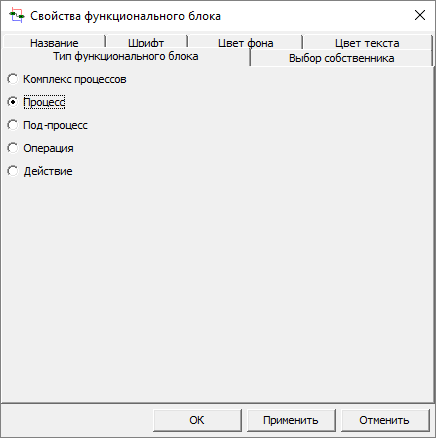 Свойства функционального блока
Название Шрифт Цвет фона Цвет текста
Тип функционального блока Выбор собственника
Комплекс процессов
Процесс
Под-процесс
Операция
Действие
ОК Применить Отменить